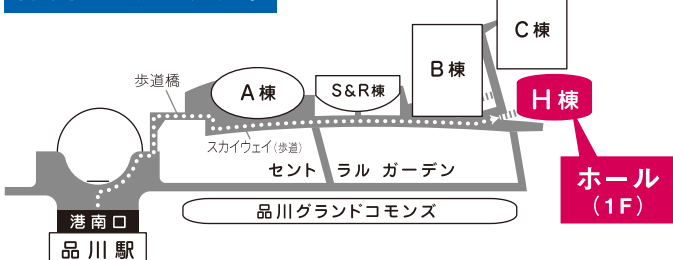 C棟
B棟
歩道橋
A棟
S&R棟
H棟
スカイウェイ(歩道)
セントラル ガーデン
ホール
(1F)
品川グランドコモンズ
港南口
品川駅